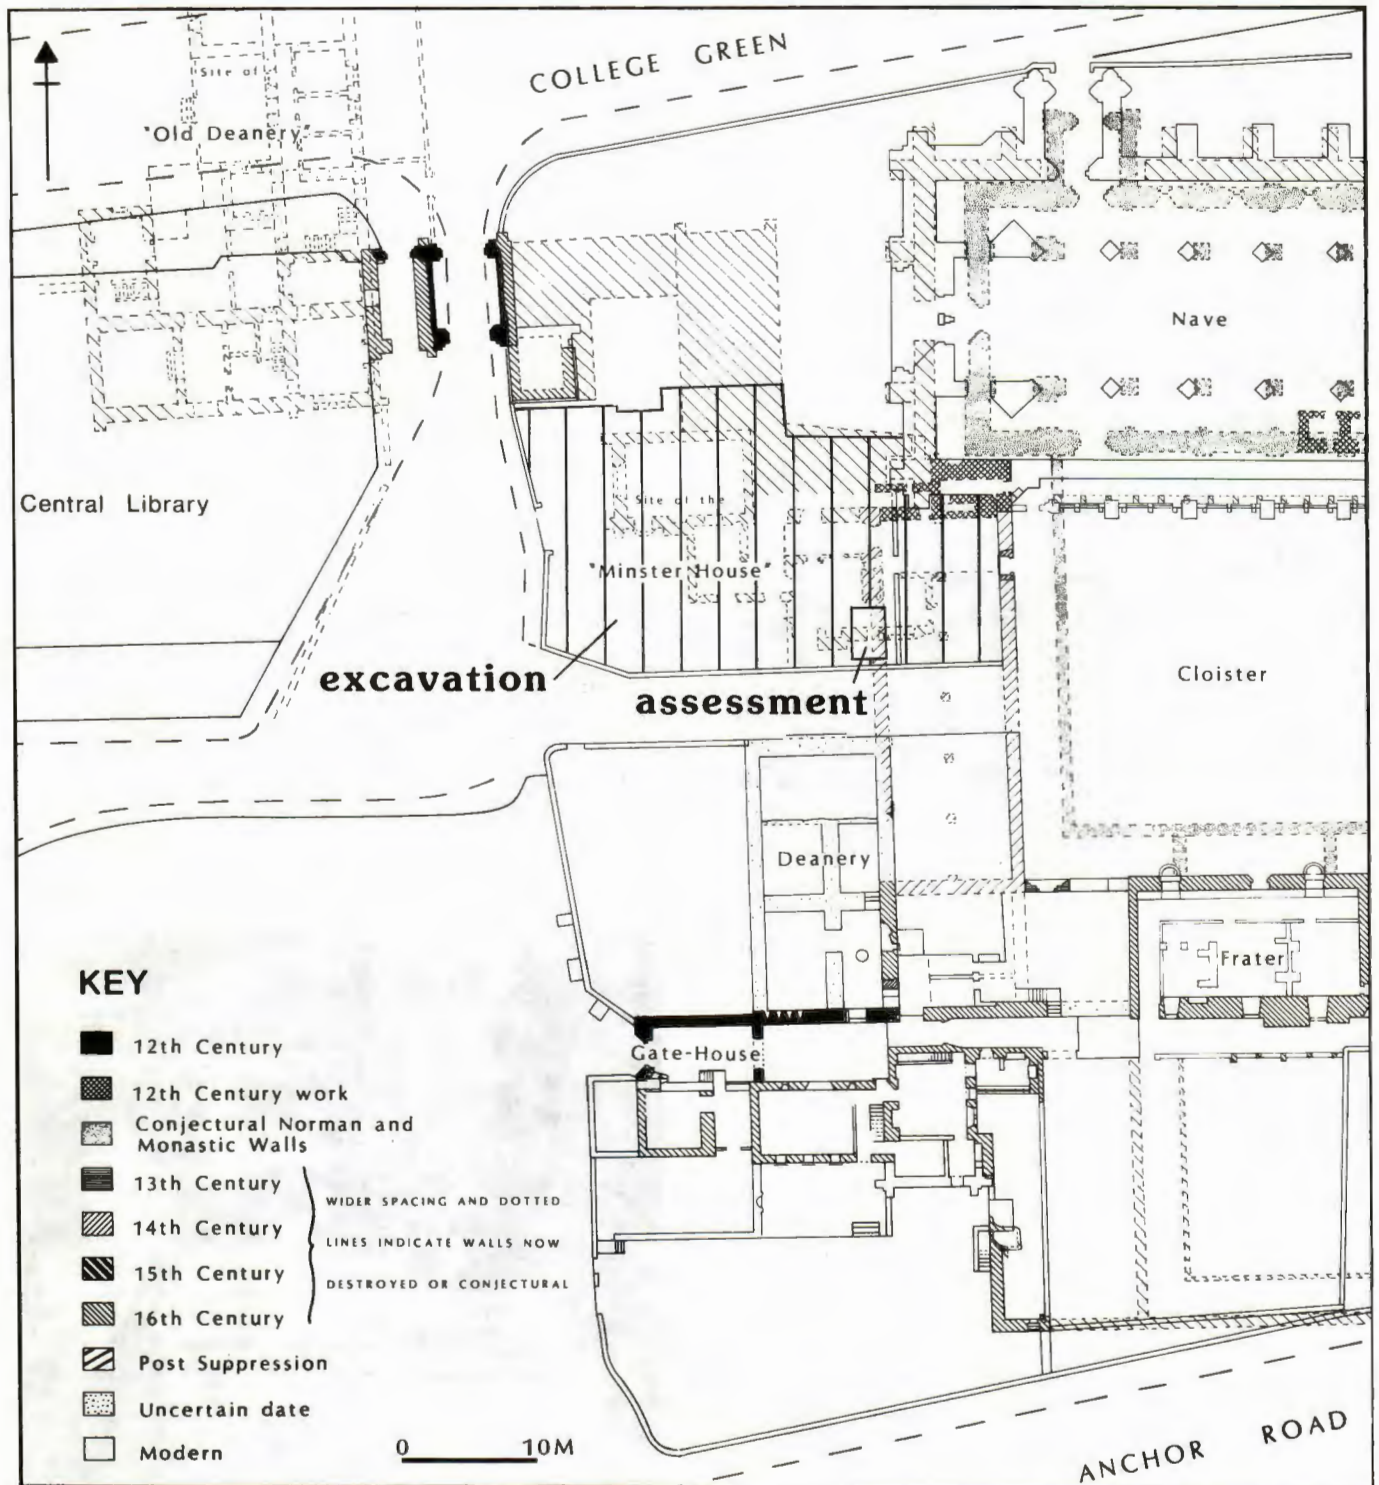 COLLEGE GREEN
Site of
"Old Deanery"
Nave
Central Library
Site of the
"Minster House"
excavation
assessment
Cloister
Deanery
Frater
Gate-House
KEY
12th Century
12th Century work
Conjectural Norman and
Monastic Walls
13th Century
14th Century
15th Century
16th Century
WIDER SPACING AND DOTTED
LINES INDICATE WALLS NOW
DESTROYED OR CONJECTURAL
Post Suppression
Uncertain date
Modern
0 10M
ANCHOR ROAD